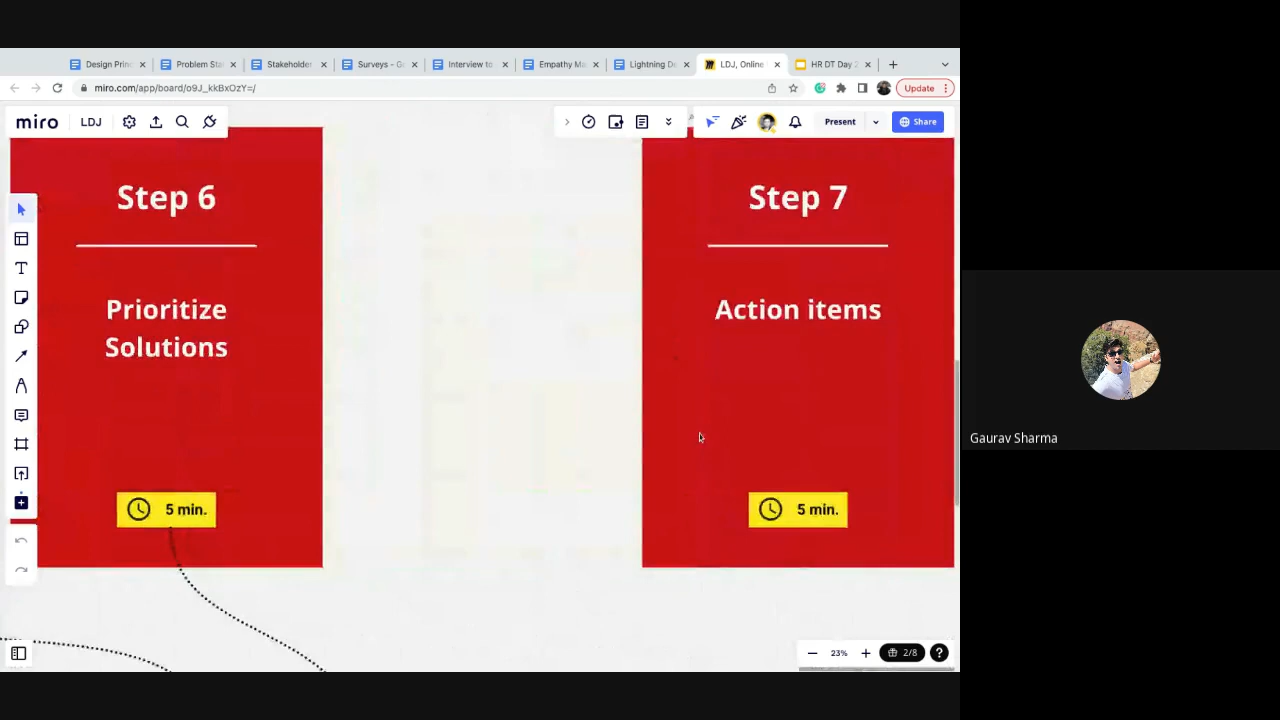 Design Prin
Problem Sta
Stakeholder
Surveys - Go
Interview to
Empathy Ma
Lightning De
LDJ, Online
HR DT Day 2
miro.com/app/board/o9J_kkBxOzY=/
Update
miro
LDJ
Present
Share
Step 6
Prioritize
Solutions
5 min.
Step 7
Action items
5 min.
Gaurav Sharma
23%
2/8